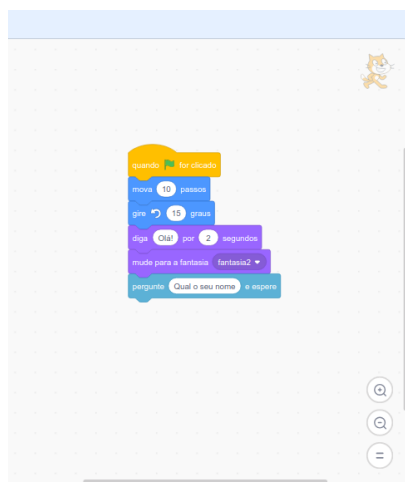 quando for clicado
mova 10 passos
gire 15 graus
diga Olá! por 2 segundos
mude para a fantasia fantasia2
pergunte Qual o seu nome e espere